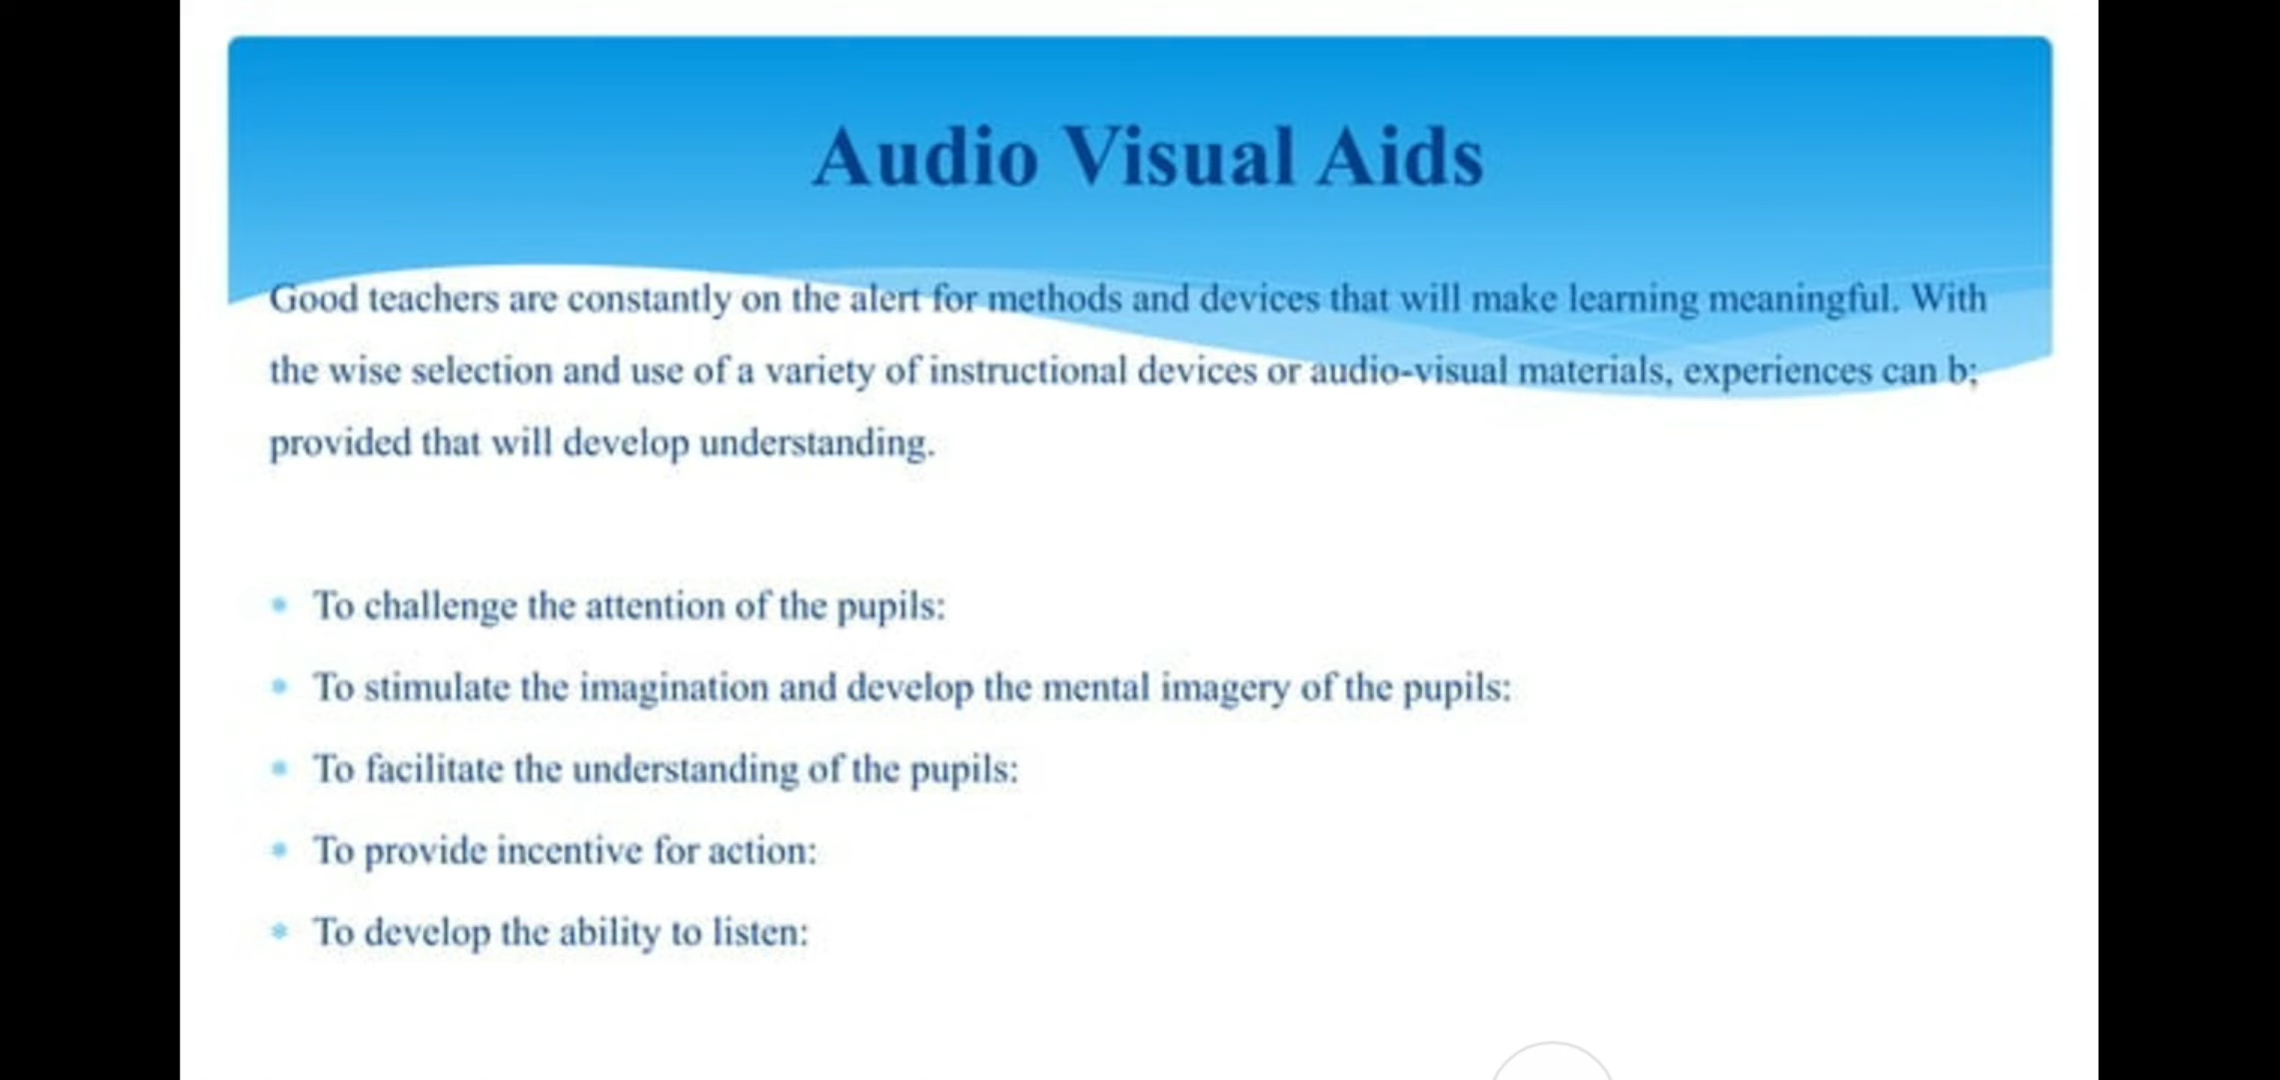 Audio Visual Aids
Good teachers are constantly on the alert for methods and devices that will make learning meaningful. With
the wise selection and use of a variety of instructional devices or audio-visual materials, experiences can b;
provided that will develop understanding.
To challenge the attention of the pupils:
To stimulate the imagination and develop the mental imagery of the pupils:
To facilitate the understanding of the pupils:
To provide incentive for action:
To develop the ability to listen: